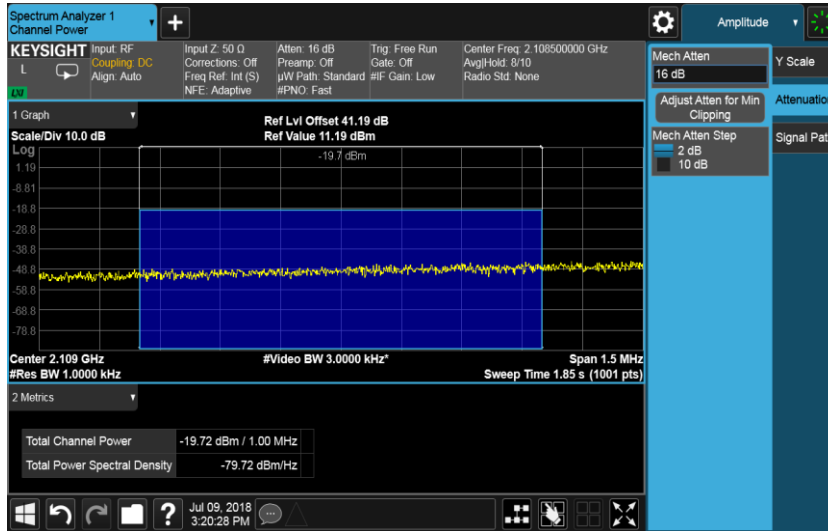 Spectrum Analyzer 1
Channel Power
+
Amplitude
KEYSIGHT
L
LXI
Input: RF
Coupling: DC
Align: Auto
Input Z: 50 Ω
Corrections: Off
Freq Ref: Int (S)
NFE: Adaptive
Atten: 16 dB
Preamp: Off
µW Path: Standard
#PNO: Fast
Trig: Free Run
Gate: Off
#IF Gain: Low
Center Freq: 2.108500000 GHz
Avg|Hold: 8/10
Radio Std: None
Mech Atten
16 dB
Adjust Atten for Min
Clipping
Mech Atten Step
2 dB
10 dB
Y Scale
Attenuation
Signal Pat
1 Graph
Scale/Div 10.0 dB
Ref Lvl Offset 41.19 dB
Ref Value 11.19 dBm
Log
-19.7 dBm
1.19
-8.81
-18.8
-28.8
-38.8
-48.8
-58.8
-68.8
-78.8
Center 2.109 GHz
#Video BW 3.0000 kHz*
Span 1.5 MHz
#Res BW 1.0000 kHz
Sweep Time 1.85 s (1001 pts)
2 Metrics
Total Channel Power -19.72 dBm / 1.00 MHz
Total Power Spectral Density -79.72 dBm/Hz
?
Jul 09, 2018
3:20:28 PM